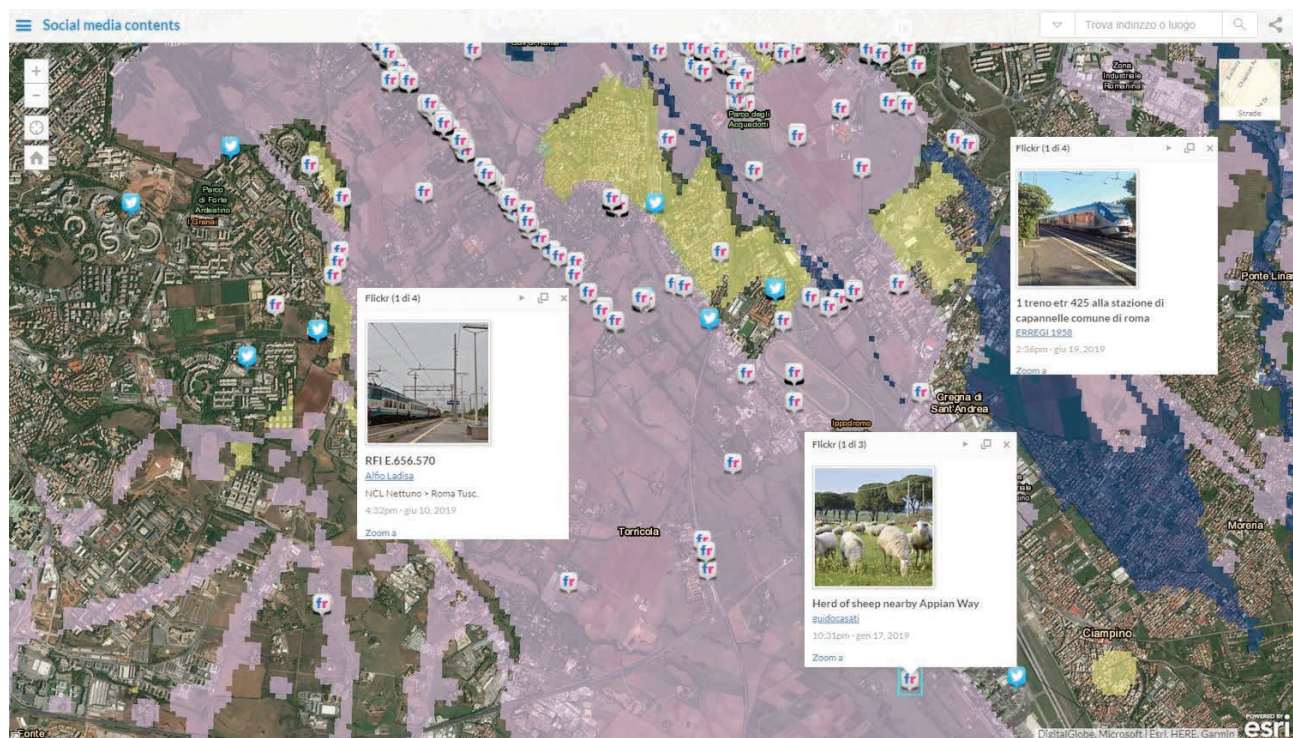 Social media contents
Trova indirizzo o luogo
Strade
Zona
Industriale
Romanina
Parco degli
Acquedotti
Parco
di Forte
Ardeatino
I Granai
Ponte Linar
Flickr (1 di 4)
1 treno etr 425 alla stazione di
capannelle comune di roma
ERREGI 1958
2:36pm - giu 19, 2019
Zoom a
Flickr (1 di 4)
RFI E.656.570
Alfio Ladisa
NCL Nettuno > Roma Tusc.
4:32pm - giu 10, 2019
Zoom a
Gregna di
Sant'Andrea
Ippodromo
Flickr (1 di 3)
Herd of sheep nearby Appian Way
guidocasati
10:31pm - gen 17, 2019
Zoom a
Torricola
Morena
Ciampino
Fonte
POWERED BY
esri
DigitalGlobe, Microsoft | Esri, HERE, Garmin